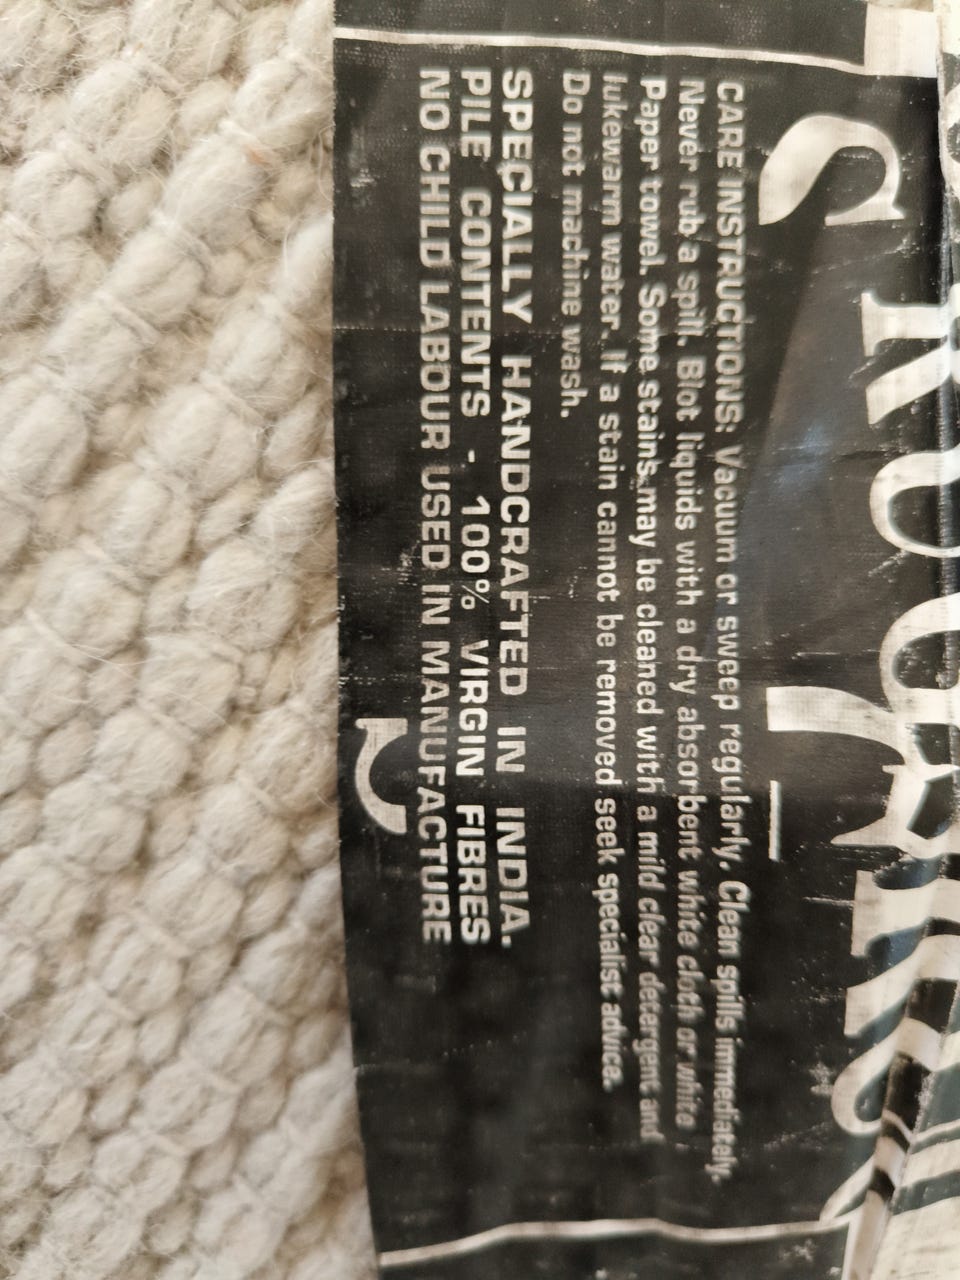 CARE INSTRUCTIONS: Vacuum or sweep regularly. Clean spills immediately.
Never rub a spill. Blot liquids with a dry absorbent white cloth or white
Paper towel. Some stains may be cleaned with a mild clear detergent and
lukewarm water. If a stain cannot be removed seek specialist advice.
Do not machine wash.
SPECIALLY HANDCRAFTED IN INDIA.
PILE CONTENTS - 100% VIRGIN FIBRES
NO CHILD LABOUR USED IN MANUFACTURE